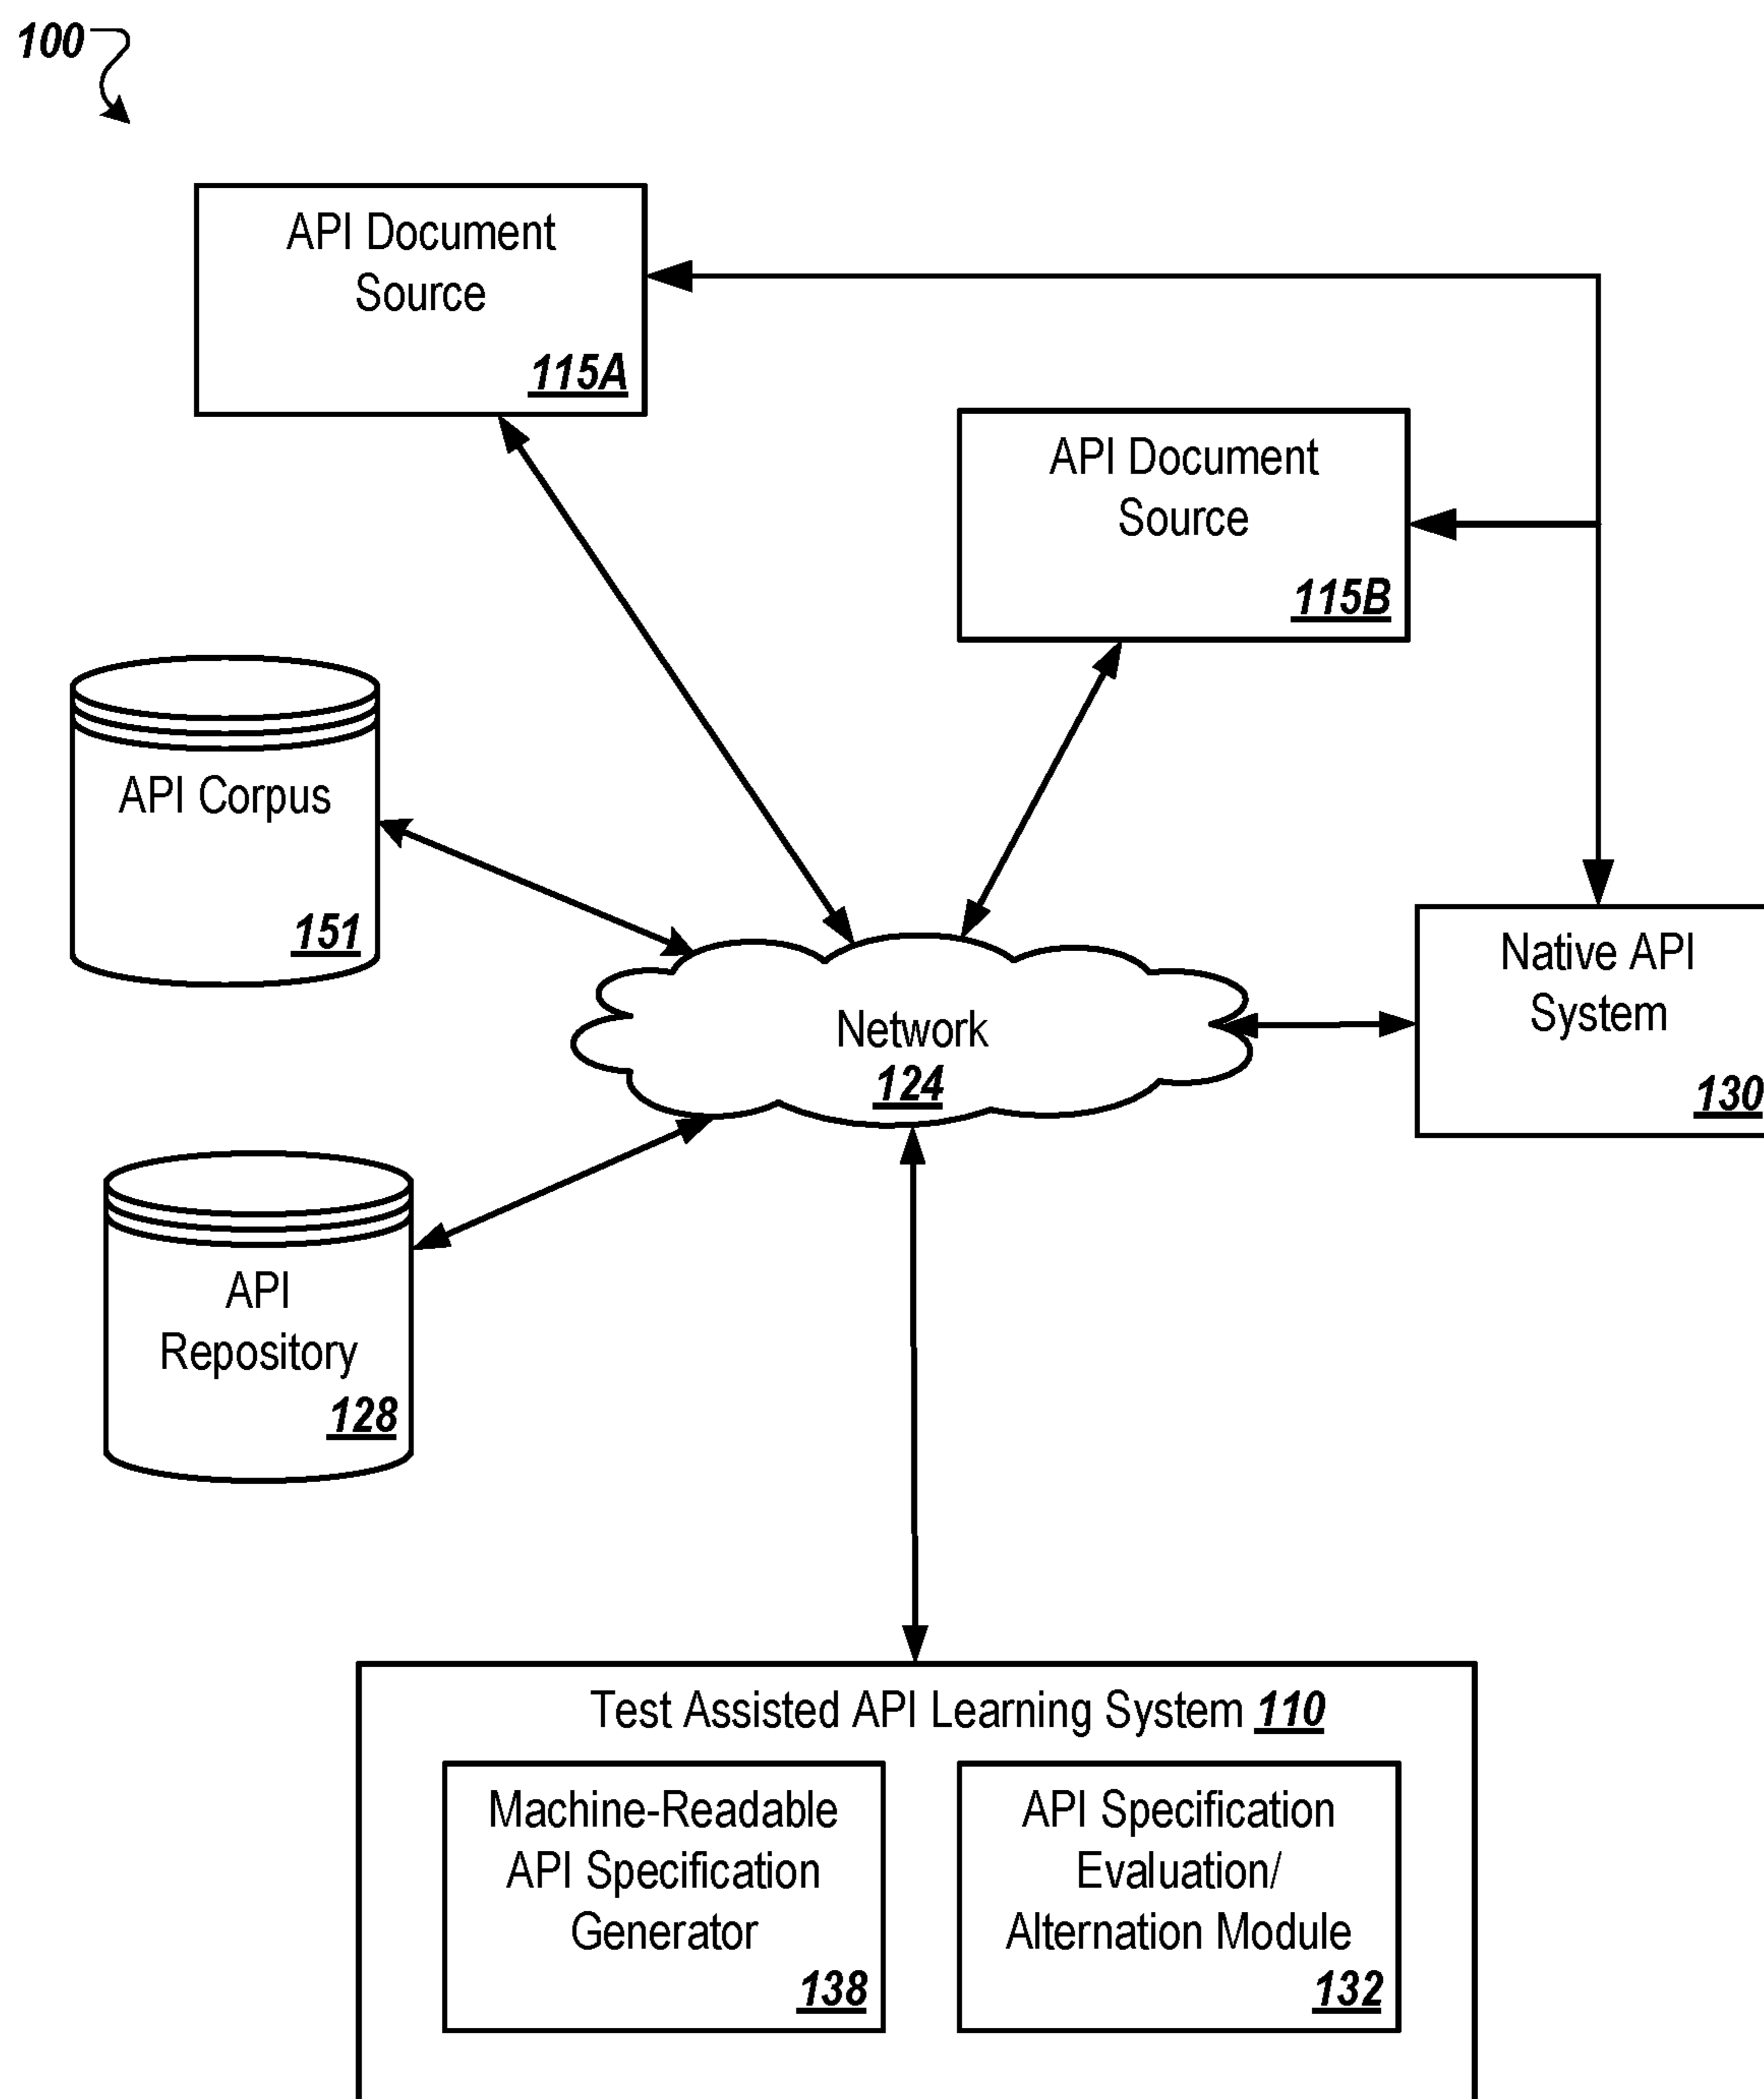 100
API Document
Source
115A
API Document
Source
115B
API Corpus
151
Network
124
Native API
System
130
API
Repository
128
Test Assisted API Learning System 110
Machine-Readable
API Specification
Generator
138
API Specification
Evaluation/
Alternation Module
132